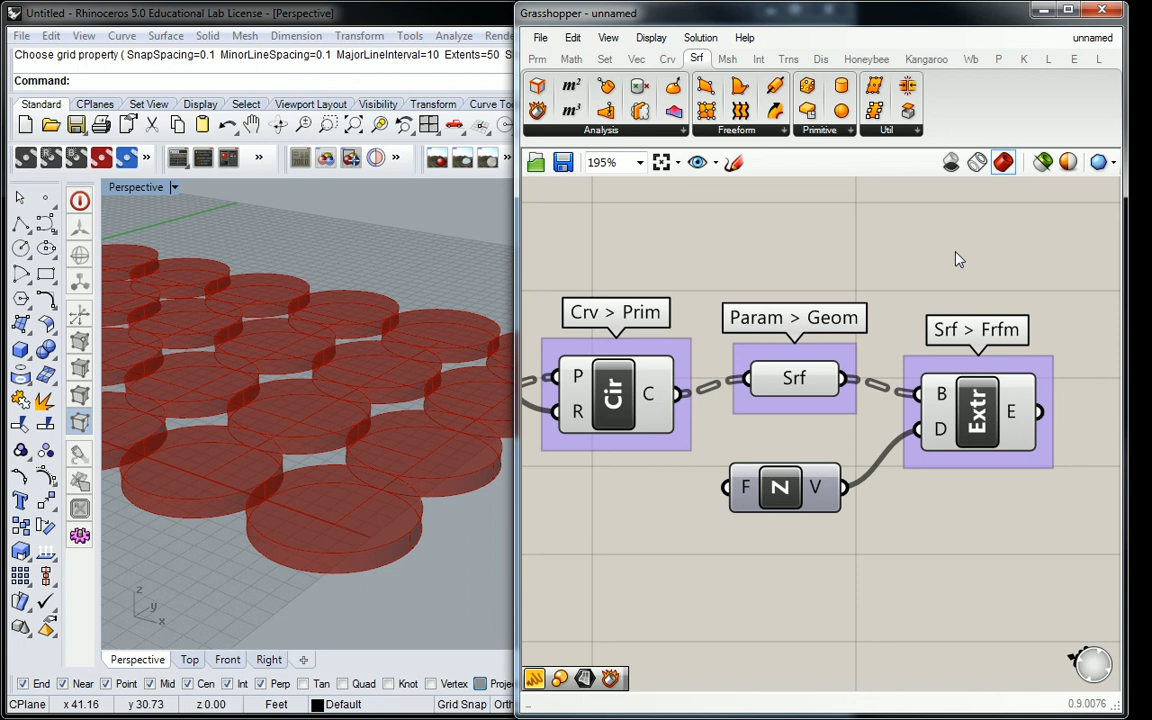 Untitled - Rhinoceros 5.0 Educational Lab License - [Perspective]
File Edit View Curve Surface Solid Mesh Dimension Transform Tools Analyze Render
Choose grid property ( SnapSpacing=0.1 MinorLineSpacing=0.1 MajorLineInterval=10 Extents=50 S
Command:
Standard CPlanes Set View Display Select Viewport Layout Visibility Transform Curve To
Perspective
z
y
x
Perspective Top Front Right
End Near Point Mid Cen Int Perp Tan Quad Knot Vertex Projec
CPlane x 41.16 y 30.73 z 0.00 Feet Default Grid Snap Orth
Grasshopper - unnamed
File Edit View Display Solution Help unnamed
Prm Math Set Vec Crv Srf Msh Int Trns Dis Honeybee Kangaroo Wb P K L E L
m²
m³
Analysis Freeform Primitive Util
195%
Crv > Prim
Param > Geom
Srf > Frfm
P
R
Cir
C
Srf
B
D
Extr
E
F
Z
V
0.9.0076